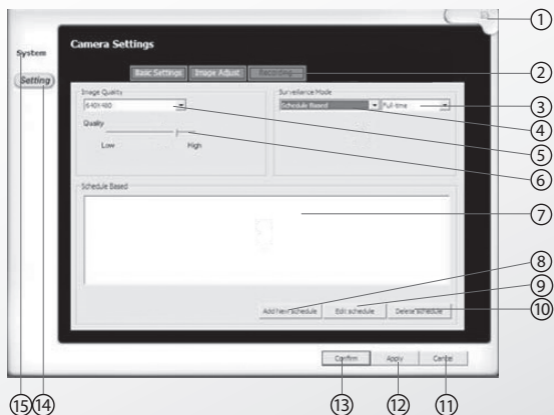 Camera Settings
System
Setting
Basic Settings Image Adjust Recording
Image Quality
640X480
Quality
Low High
Surveillance Mode
Schedule Based Full-time
Schedule Based
Add New schedule Edit schedule Delete schedule
Confirm Apply Cancel
1
2
3
4
5
6
7
8
9
10
15 14 13 12 11